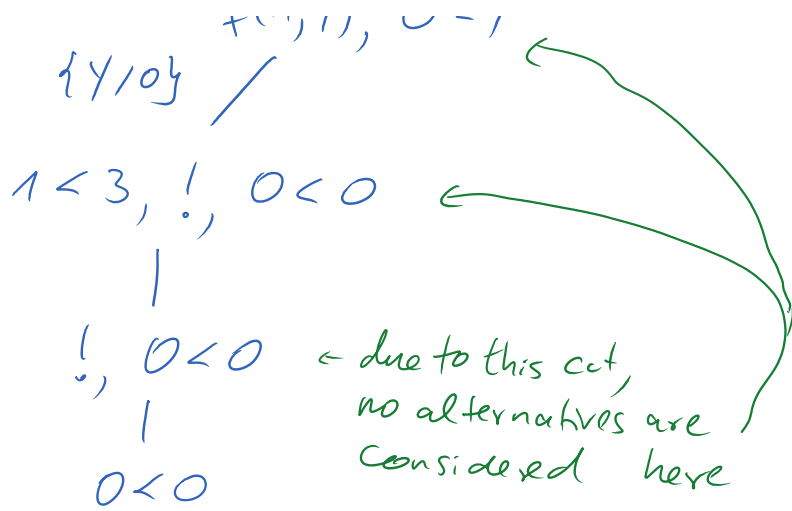 {Y/0}
1 < 3, !, 0 < 0
!, 0 < 0
← due to this cut,
no alternatives are
considered here
0 < 0